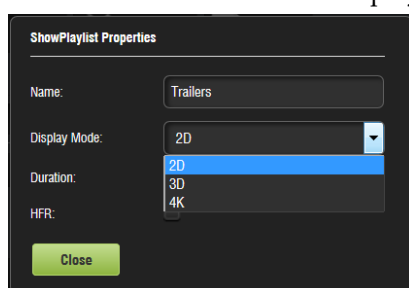 ShowPlaylist Properties
Name: Trailers
Display Mode: 2D
2D
Duration:
3D
HFR:
4K
Close